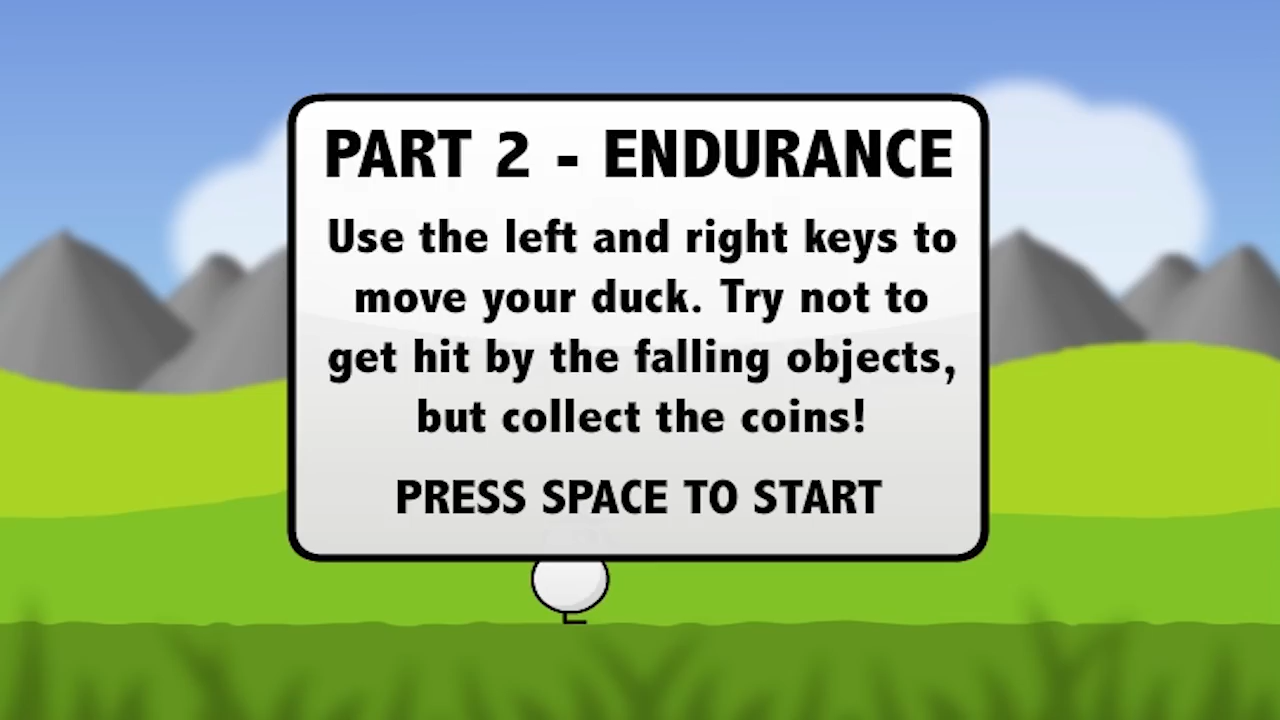 PART 2 - ENDURANCE
Use the left and right keys to
move your duck. Try not to
get hit by the falling objects,
but collect the coins!
PRESS SPACE TO START